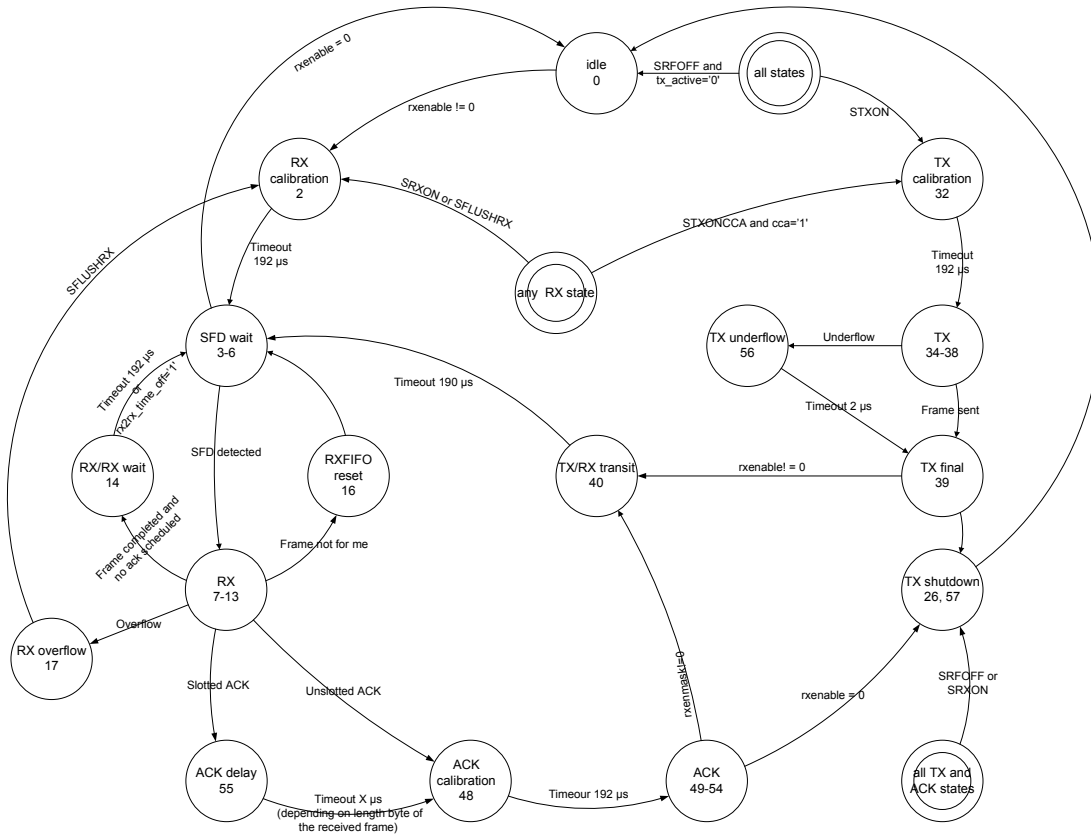 rxenable = 0
idle
0
SRFOFF and
tx_active='0'
all states
rxenable != 0
STXON
RX
calibration
2
SRXON or SFLUSHRX
STXONCCA and cca='1'
TX
calibration
32
Timeout
192 µs
Timeout
192 µs
SFLUSHRX
any RX state
SFD wait
3-6
TX underflow
56
Underflow
TX
34-38
Timeout 192 µs
or
rx2rx_time_off='1'
Timeout 190 µs
Timeout 2 µs
Frame sent
SFD detected
RX/RX wait
14
RXFIFO
reset
16
TX/RX transit
40
rxenable! = 0
TX final
39
Frame completed and
no ack scheduled
Frame not for me
RX
7-13
TX shutdown
26, 57
Overflow
RX overflow
17
Slotted ACK
Unslotted ACK
rxenmask!=0
rxenable = 0
SRFOFF or
SRXON
ACK delay
55
Timeout X µs
(depending on length byte of
the received frame)
ACK
calibration
48
Timeour 192 µs
ACK
49-54
all TX and
ACK states